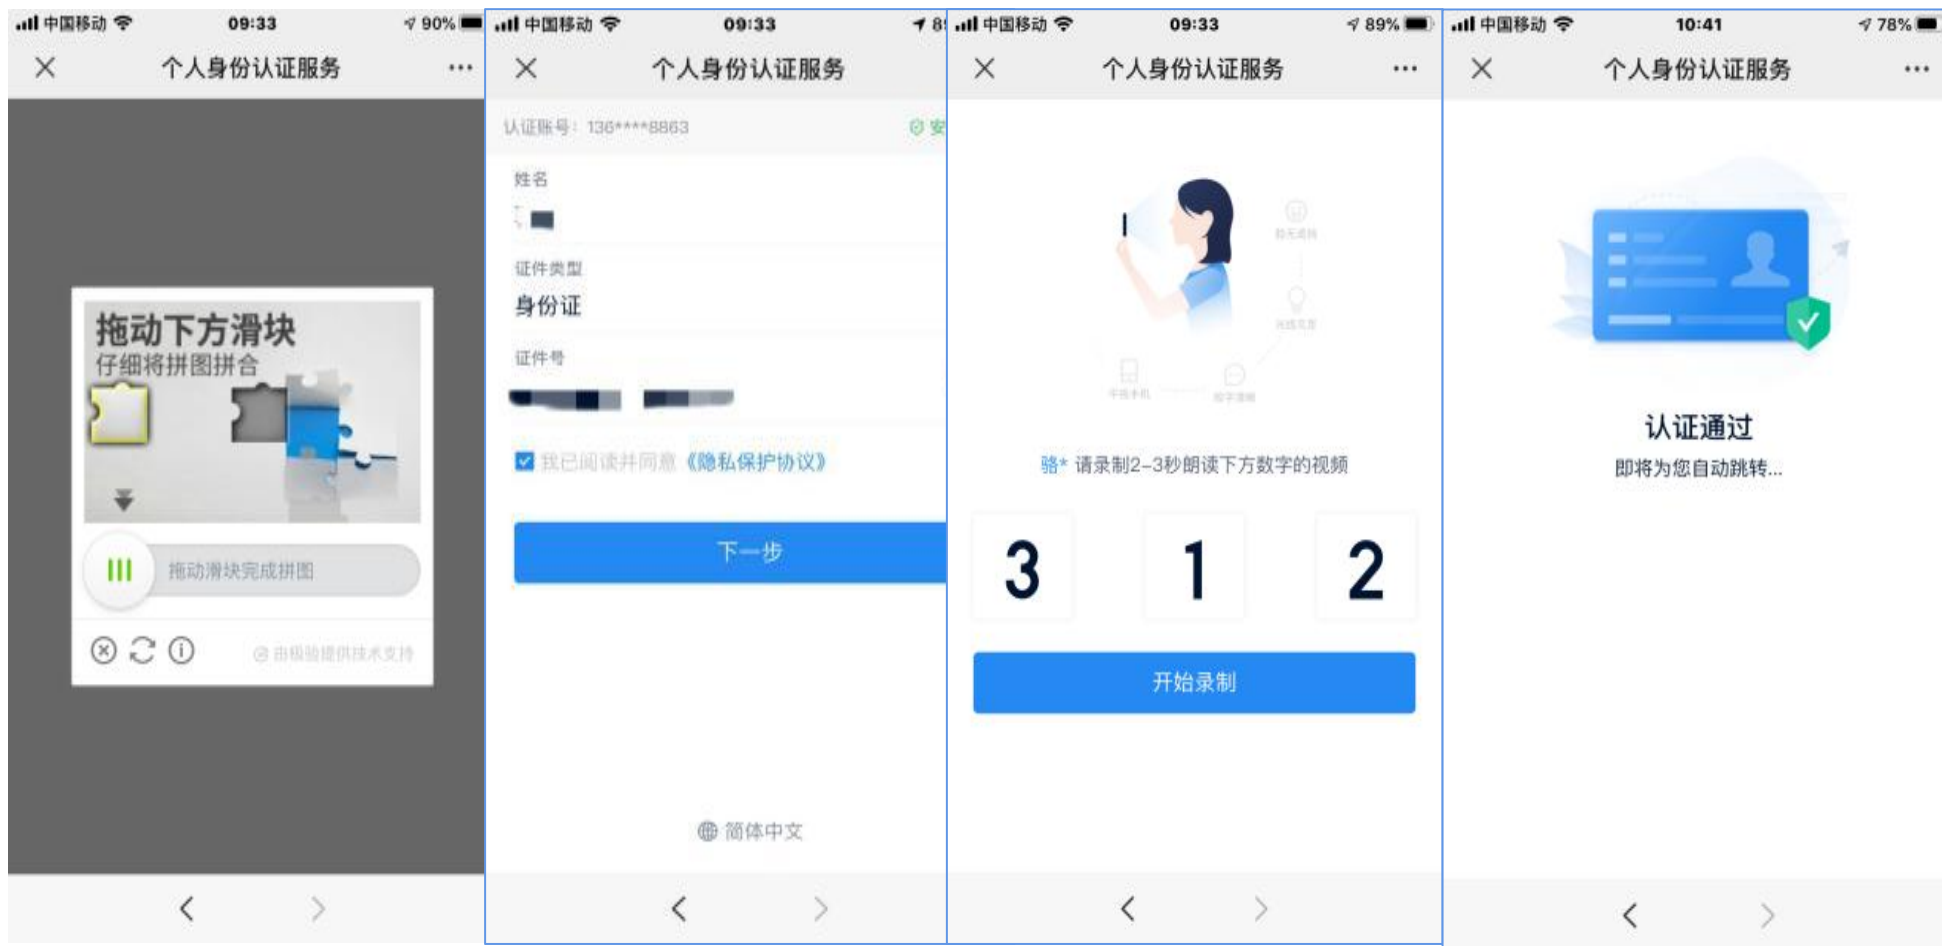 中国移动
09:33
90%
个人身份认证服务
拖动下方滑块
仔细将拼图拼合
拖动滑块完成拼图
由极验提供技术支持
中国移动
09:33
个人身份认证服务
认证账号：136****8863
安
姓名
证件类型
身份证
证件号
我已阅读并同意《隐私保护协议》
下一步
简体中文
中国移动
09:33
89%
个人身份认证服务
骆* 请录制2-3秒朗读下方数字的视频
3 1 2
开始录制
中国移动
10:41
78%
个人身份认证服务
认证通过
即将为您自动跳转...